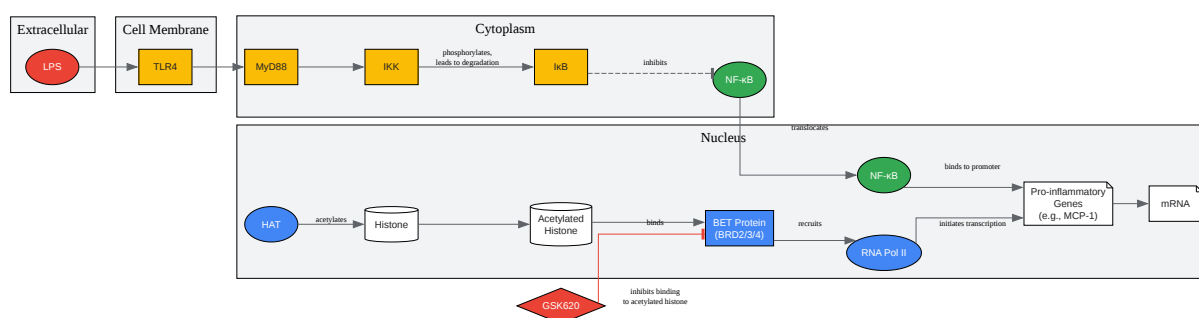 Extracellular
LPS
Cell Membrane
TLR4
Cytoplasm
MyD88
IKK
phosphorylates,
leads to degradation
IκB
inhibits
NF-κB
translocates
Nucleus
NF-κB
binds to promoter
Pro-inflammatory
Genes
(e.g., MCP-1)
mRNA
HAT
acetylates
Histone
Acetylated
Histone
binds
BET Protein
(BRD2/3/4)
recruits
RNA Pol II
initiates transcription
GSK620
inhibits binding
to acetylated histone